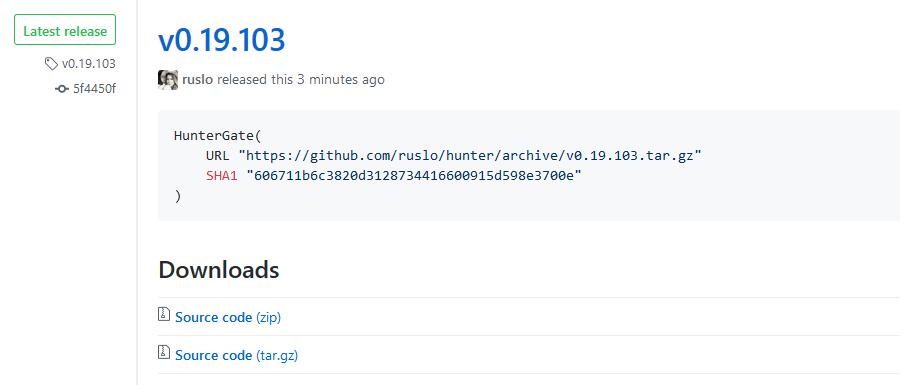 Latest release
v0.19.103
5f4450f
v0.19.103
ruslo released this 3 minutes ago
HunterGate(
URL "https://github.com/ruslo/hunter/archive/v0.19.103.tar.gz"
SHA1 "606711b6c3820d3128734416600915d598e3700e"
)
Downloads
Source code (zip)
Source code (tar.gz)